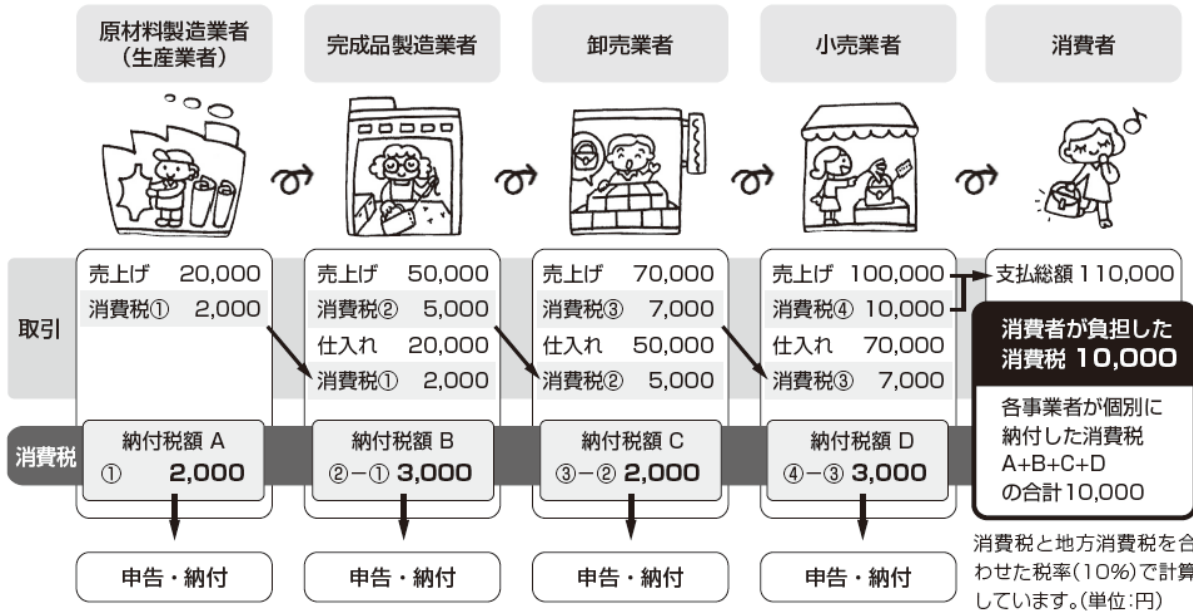 原材料製造業者
(生産業者)
完成品製造業者
卸売業者
小売業者
消費者
取引
売上げ 20,000
消費税① 2,000
売上げ 50,000
消費税② 5,000
仕入れ 20,000
消費税① 2,000
売上げ 70,000
消費税③ 7,000
仕入れ 50,000
消費税② 5,000
売上げ 100,000
消費税④ 10,000
仕入れ 70,000
消費税③ 7,000
支払総額 110,000
消費者が負担した
消費税 10,000
各事業者が個別に
納付した消費税
A+B+C+D
の合計10,000
消費税
納付税額 A
① 2,000
納付税額 B
②−① 3,000
納付税額 C
③−② 2,000
納付税額 D
④−③ 3,000
申告・納付
申告・納付
申告・納付
申告・納付
消費税と地方消費税を合
わせた税率(10%)で計算
しています。(単位:円)